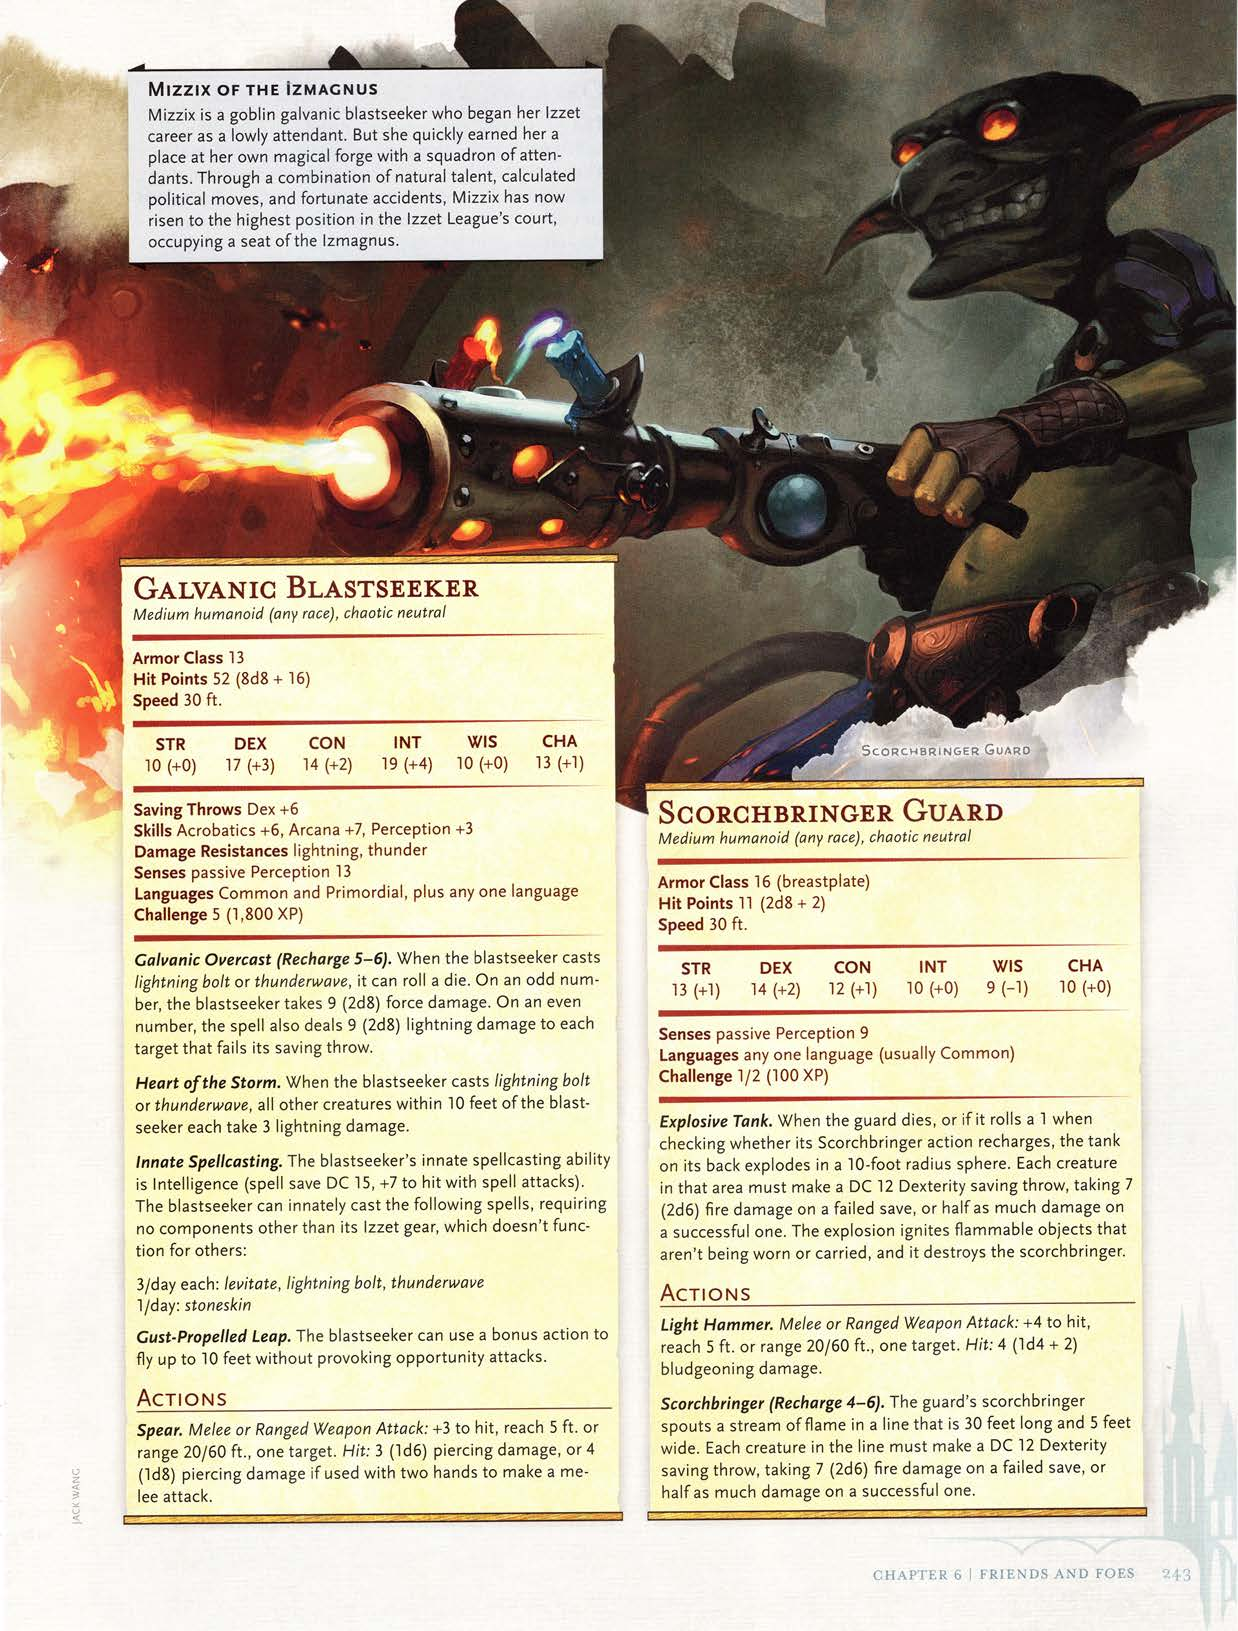 MIZZIX OF THE IZMAGNUS
Mizzix is a goblin galvanic blastseeker who began her Izzet
career as a lowly attendant. But she quickly earned her a
place at her own magical forge with a squadron of atten-
dants. Through a combination of natural talent, calculated
political moves, and fortunate accidents, Mizzix has now
risen to the highest position in the Izzet League's court,
occupying a seat of the Izmagnus.
GALVANIC BLASTSEEKER
Medium humanoid (any race), chaotic neutral
Armor Class 13
Hit Points 52 (8d8 + 16)
Speed 30 ft.
STR DEX CON INT WIS CHA
10 (+0) 17 (+3) 14 (+2) 19 (+4) 10 (+0) 13 (+1)
Saving Throws Dex +6
Skills Acrobatics +6, Arcana +7, Perception +3
Damage Resistances lightning, thunder
Senses passive Perception 13
Languages Common and Primordial, plus any one language
Challenge 5 (1,800 XP)
Galvanic Overcast (Recharge 5–6). When the blastseeker casts
lightning bolt or thunderwave, it can roll a die. On an odd num-
ber, the blastseeker takes 9 (2d8) force damage. On an even
number, the spell also deals 9 (2d8) lightning damage to each
target that fails its saving throw.
Heart of the Storm. When the blastseeker casts lightning bolt
or thunderwave, all other creatures within 10 feet of the blast-
seeker each take 3 lightning damage.
Innate Spellcasting. The blastseeker's innate spellcasting ability
is Intelligence (spell save DC 15, +7 to hit with spell attacks).
The blastseeker can innately cast the following spells, requiring
no components other than its Izzet gear, which doesn't func-
tion for others:
3/day each: levitate, lightning bolt, thunderwave
1/day: stoneskin
Gust-Propelled Leap. The blastseeker can use a bonus action to
fly up to 10 feet without provoking opportunity attacks.
ACTIONS
Spear. Melee or Ranged Weapon Attack: +3 to hit, reach 5 ft. or
range 20/60 ft., one target. Hit: 3 (1d6) piercing damage, or 4
(1d8) piercing damage if used with two hands to make a me-
lee attack.
SCORCHBRINGER GUARD
SCORCHBRINGER GUARD
Medium humanoid (any race), chaotic neutral
Armor Class 16 (breastplate)
Hit Points 11 (2d8 + 2)
Speed 30 ft.
STR DEX CON INT WIS CHA
13 (+1) 14 (+2) 12 (+1) 10 (+0) 9 (–1) 10 (+0)
Senses passive Perception 9
Languages any one language (usually Common)
Challenge 1/2 (100 XP)
Explosive Tank. When the guard dies, or if it rolls a 1 when
checking whether its Scorchbringer action recharges, the tank
on its back explodes in a 10-foot radius sphere. Each creature
in that area must make a DC 12 Dexterity saving throw, taking 7
(2d6) fire damage on a failed save, or half as much damage on
a successful one. The explosion ignites flammable objects that
aren't being worn or carried, and it destroys the scorchbringer.
ACTIONS
Light Hammer. Melee or Ranged Weapon Attack: +4 to hit,
reach 5 ft. or range 20/60 ft., one target. Hit: 4 (1d4 + 2)
bludgeoning damage.
Scorchbringer (Recharge 4–6). The guard's scorchbringer
spouts a stream of flame in a line that is 30 feet long and 5 feet
wide. Each creature in the line must make a DC 12 Dexterity
saving throw, taking 7 (2d6) fire damage on a failed save, or
half as much damage on a successful one.
JACK WANG
CHAPTER 6 | FRIENDS AND FOES 243